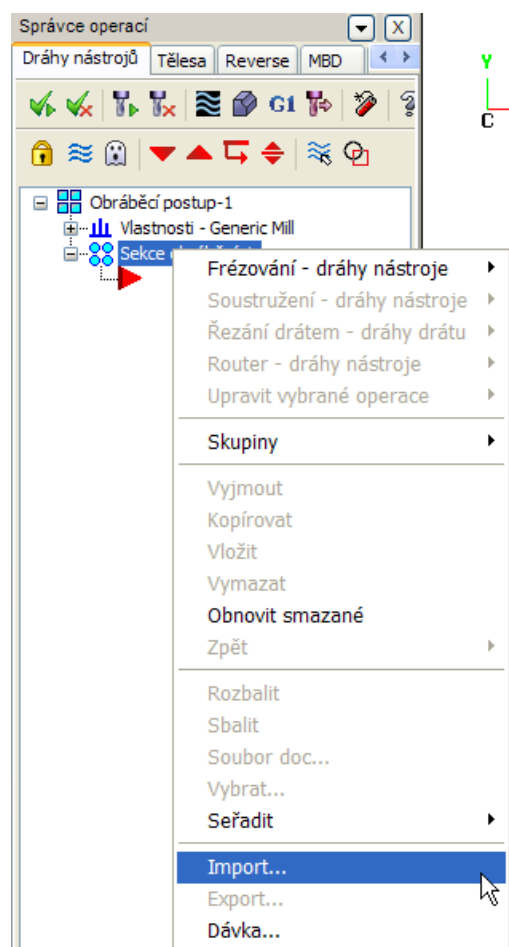 Správce operací
Dráhy nástrojů Tělesa Reverse MBD
Y
G1
C
Obráběcí postup-1
Vlastnosti - Generic Mill
Sekce
Frézování - dráhy nástroje
Soustružení - dráhy nástroje
Řezání drátem - dráhy drátu
Router - dráhy nástroje
Upravit vybrané operace
Skupiny
Vyjmout
Kopírovat
Vložit
Vymazat
Obnovit smazané
Zpět
Rozbalit
Sbalit
Soubor doc...
Vybrat...
Seřadit
Import...
Export...
Dávka...